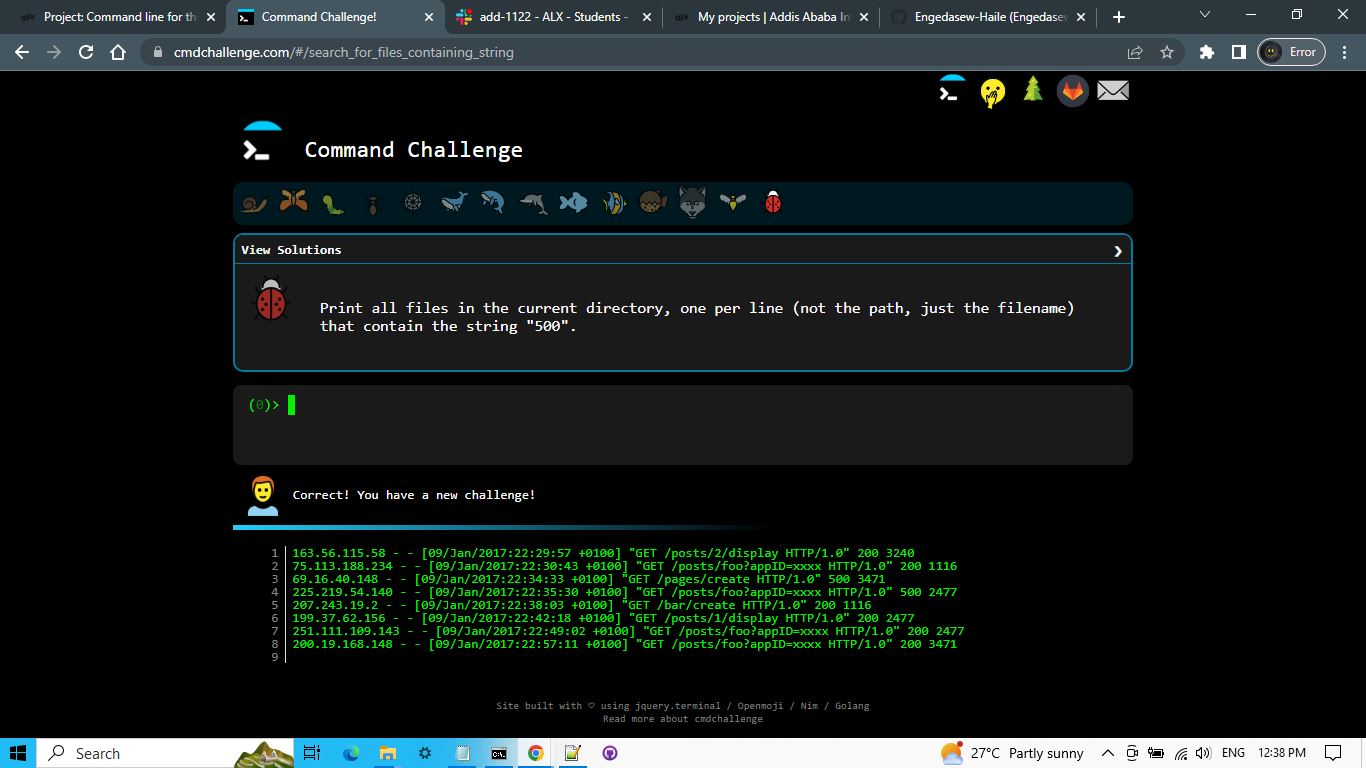 Project: Command line for th
Command Challenge!
add-1122 - ALX - Students -
My projects | Addis Ababa In
Engedasew-Haile (Engedasew
cmdchallenge.com/#/search_for_files_containing_string
Error
Command Challenge
View Solutions
Print all files in the current directory, one per line (not the path, just the filename)
that contain the string "500".
(0)>
Correct! You have a new challenge!
1 163.56.115.58 - - [09/Jan/2017:22:29:57 +0100] "GET /posts/2/display HTTP/1.0" 200 3240
2 75.113.188.234 - - [09/Jan/2017:22:30:43 +0100] "GET /posts/foo?appID=xxxx HTTP/1.0" 200 1116
3 69.16.40.148 - - [09/Jan/2017:22:34:33 +0100] "GET /pages/create HTTP/1.0" 500 3471
4 225.219.54.140 - - [09/Jan/2017:22:35:30 +0100] "GET /posts/foo?appID=xxxx HTTP/1.0" 500 2477
5 207.243.19.2 - - [09/Jan/2017:22:38:03 +0100] "GET /bar/create HTTP/1.0" 200 1116
6 199.37.62.156 - - [09/Jan/2017:22:42:18 +0100] "GET /posts/1/display HTTP/1.0" 200 2477
7 251.111.109.143 - - [09/Jan/2017:22:49:02 +0100] "GET /posts/foo?appID=xxxx HTTP/1.0" 200 2477
8 200.19.168.148 - - [09/Jan/2017:22:57:11 +0100] "GET /posts/foo?appID=xxxx HTTP/1.0" 200 3471
9
Site built with ♡ using jquery.terminal / Openmoji / Nim / Golang
Read more about cmdchallenge
Search
27°C Partly sunny
ENG
12:38 PM